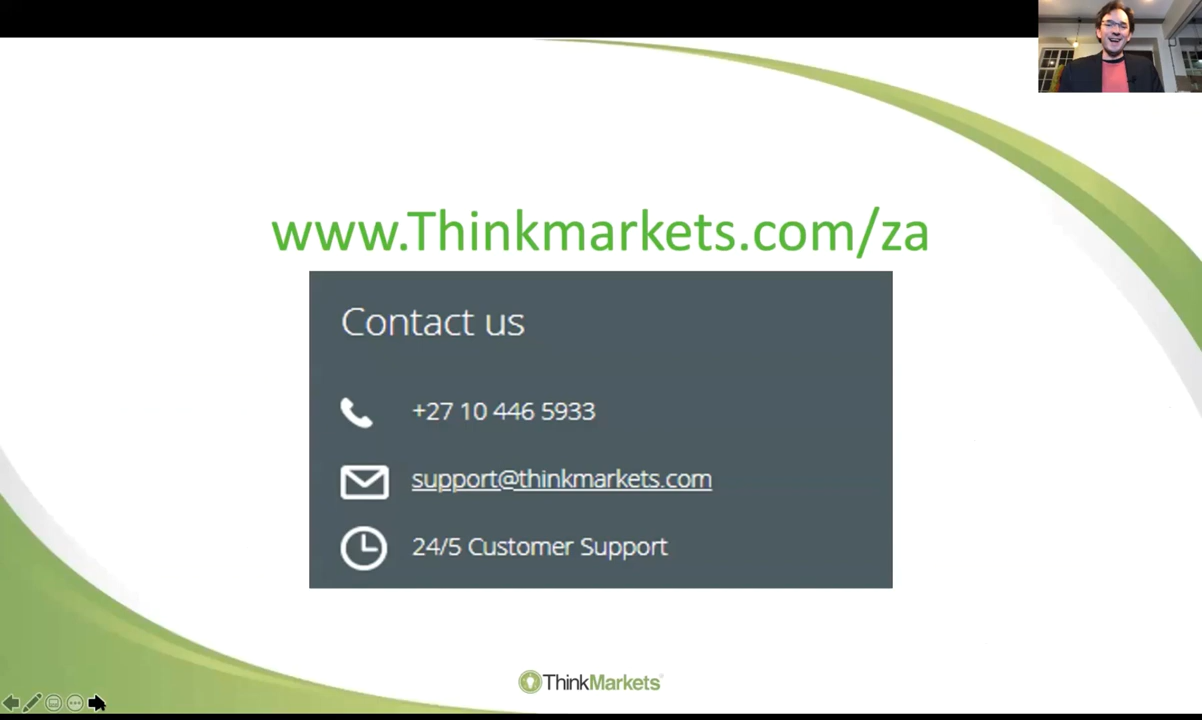 www.Thinkmarkets.com/za
Contact us
+27 10 446 5933
support@thinkmarkets.com
24/5 Customer Support
ThinkMarkets